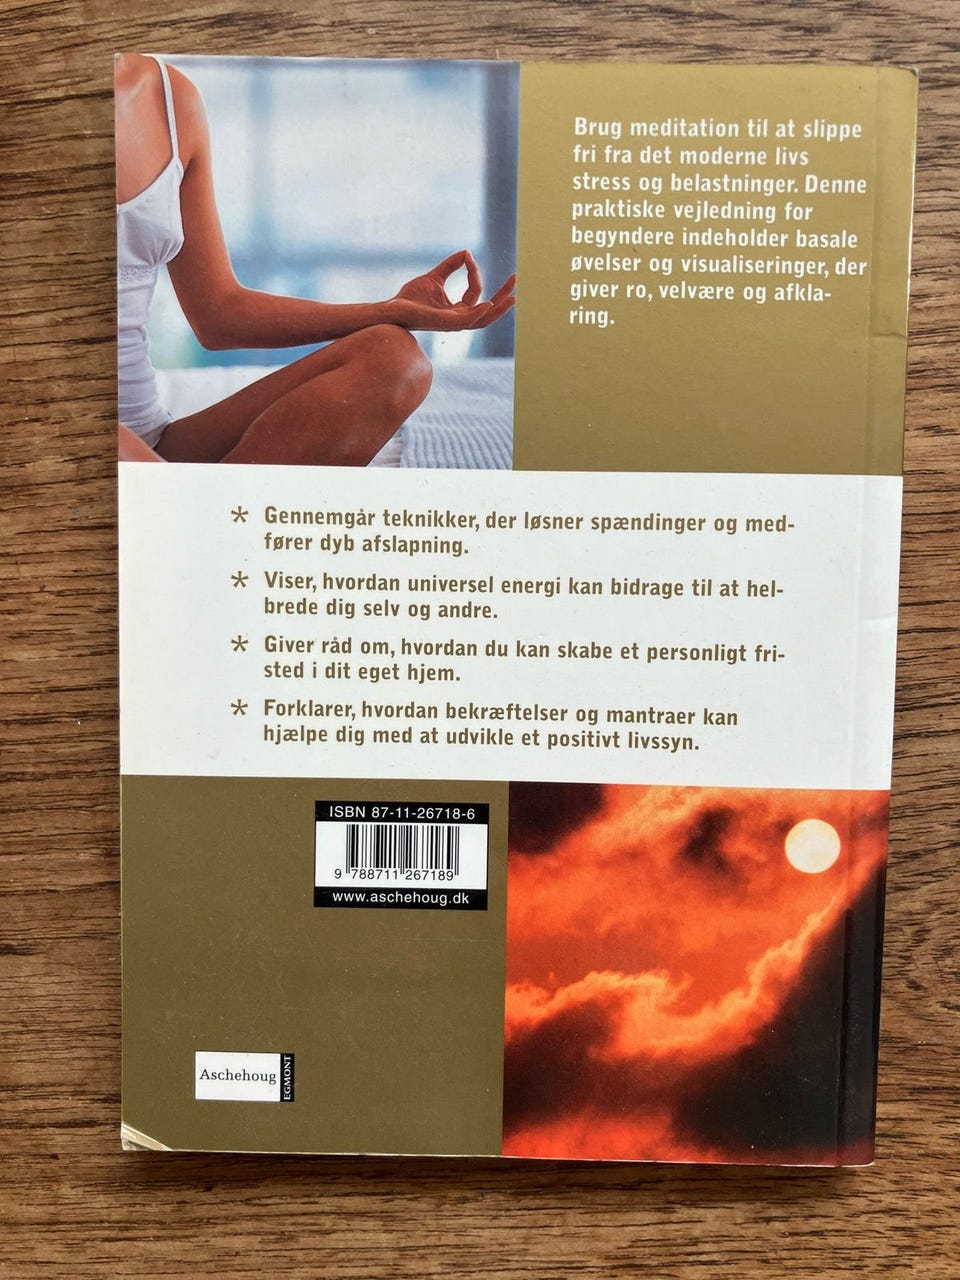 Brug meditation til at slippe
fri fra det moderne livs
stress og belastninger. Denne
praktiske vejledning for
begyndere indeholder basale
øvelser og visualiseringer, der
giver ro, velvære og afkla-
ring.
* Gennemgår teknikker, der løsner spændinger og med-
fører dyb afslapning.
* Viser, hvordan universel energi kan bidrage til at hel-
brede dig selv og andre.
* Giver råd om, hvordan du kan skabe et personligt fri-
sted i dit eget hjem.
* Forklarer, hvordan bekræftelser og mantraer kan
hjælpe dig med at udvikle et positivt livssyn.
ISBN 87-11-26718-6
9 788711 267189
www.aschehoug.dk
Aschehoug
EGMONT